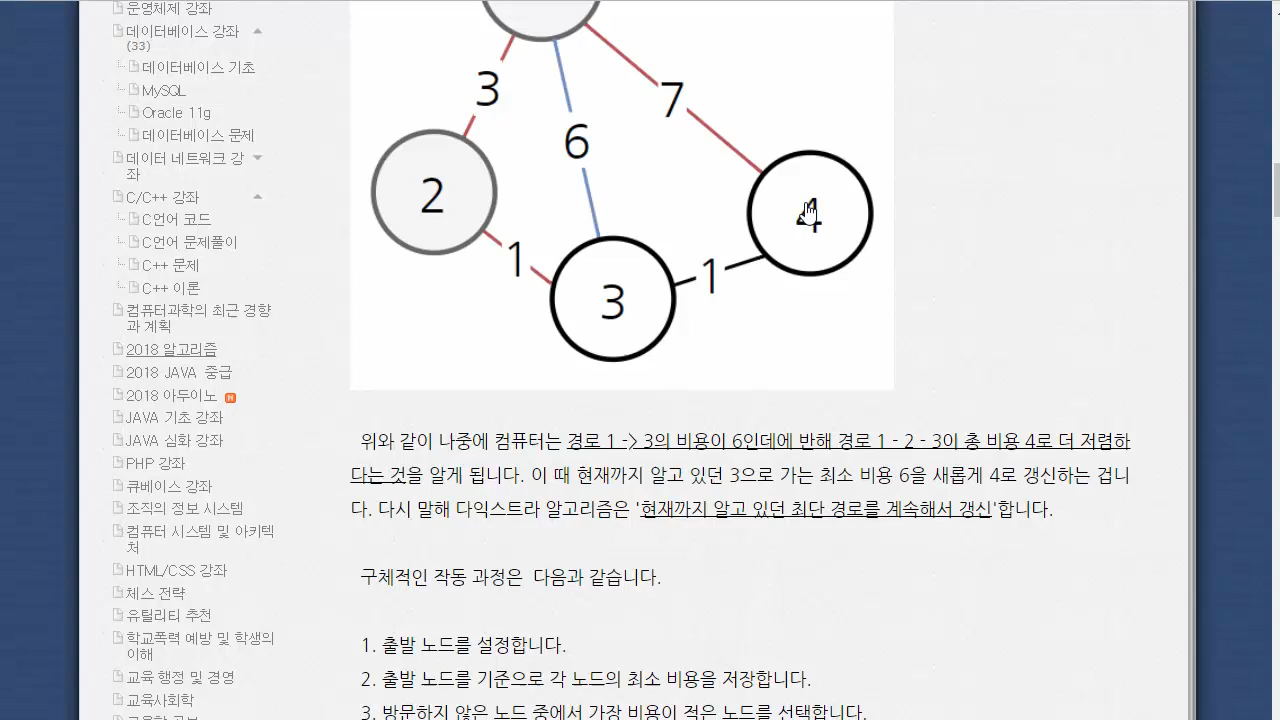 운영체제 강좌
데이터베이스 강좌
(33)
데이터베이스 기초
MySQL
Oracle 11g
데이터베이스 문제
데이터 네트워크 강
좌
C/C++ 강좌
C언어 코드
C언어 문제풀이
C++ 문제
C++ 이론
컴퓨터과학의 최근 경향
과 계획
2018 알고리즘
2018 JAVA 중급
2018 아두이노 N
JAVA 기초 강좌
JAVA 심화 강좌
PHP 강좌
큐베이스 강좌
조직의 정보 시스템
컴퓨터 시스템 및 아키텍
처
HTML/CSS 강좌
체스 전략
유틸리티 추천
학교폭력 예방 및 학생의
이해
교육 행정 및 경영
교육사회학
3
7
6
2
4
1
1
3
위와 같이 나중에 컴퓨터는 경로 1 -> 3의 비용이 6인데에 반해 경로 1 - 2 - 3이 총 비용 4로 더 저렴하
다는 것을 알게 됩니다. 이 때 현재까지 알고 있던 3으로 가는 최소 비용 6을 새롭게 4로 갱신하는 겁니
다. 다시 말해 다익스트라 알고리즘은 '현재까지 알고 있던 최단 경로를 계속해서 갱신'합니다.
구체적인 작동 과정은 다음과 같습니다.
1. 출발 노드를 설정합니다.
2. 출발 노드를 기준으로 각 노드의 최소 비용을 저장합니다.
3. 방문하지 않은 노드 중에서 가장 비용이 적은 노드를 선택합니다.